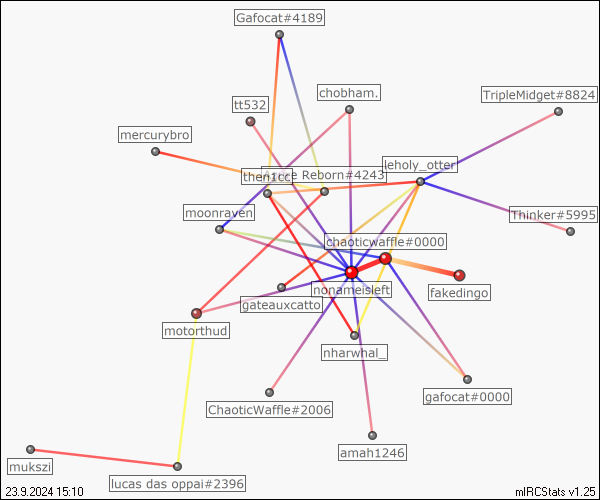 Gafocat#4189
chobham.
TripleMidget#8824
tt532
mercurybro
leholy_otter
Reborn#4243
moonraven
Thinker#5995
chaoticwaffle#0000
nonameisleft
fakedingo
gateauxcatto
motorthud
nharwhal_
gafocat#0000
ChaoticWaffle#2006
amah1246
mukszi
lucas das oppai#2396
23.9.2024 15:10
mIRCStats v1.25